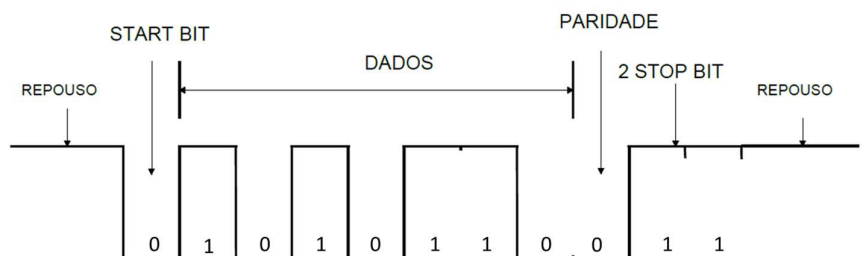 PARIDADE
START BIT
DADOS
2 STOP BIT
REPOUSO
REPOUSO
0 1 0 1 0 1 1 0 0 1 1